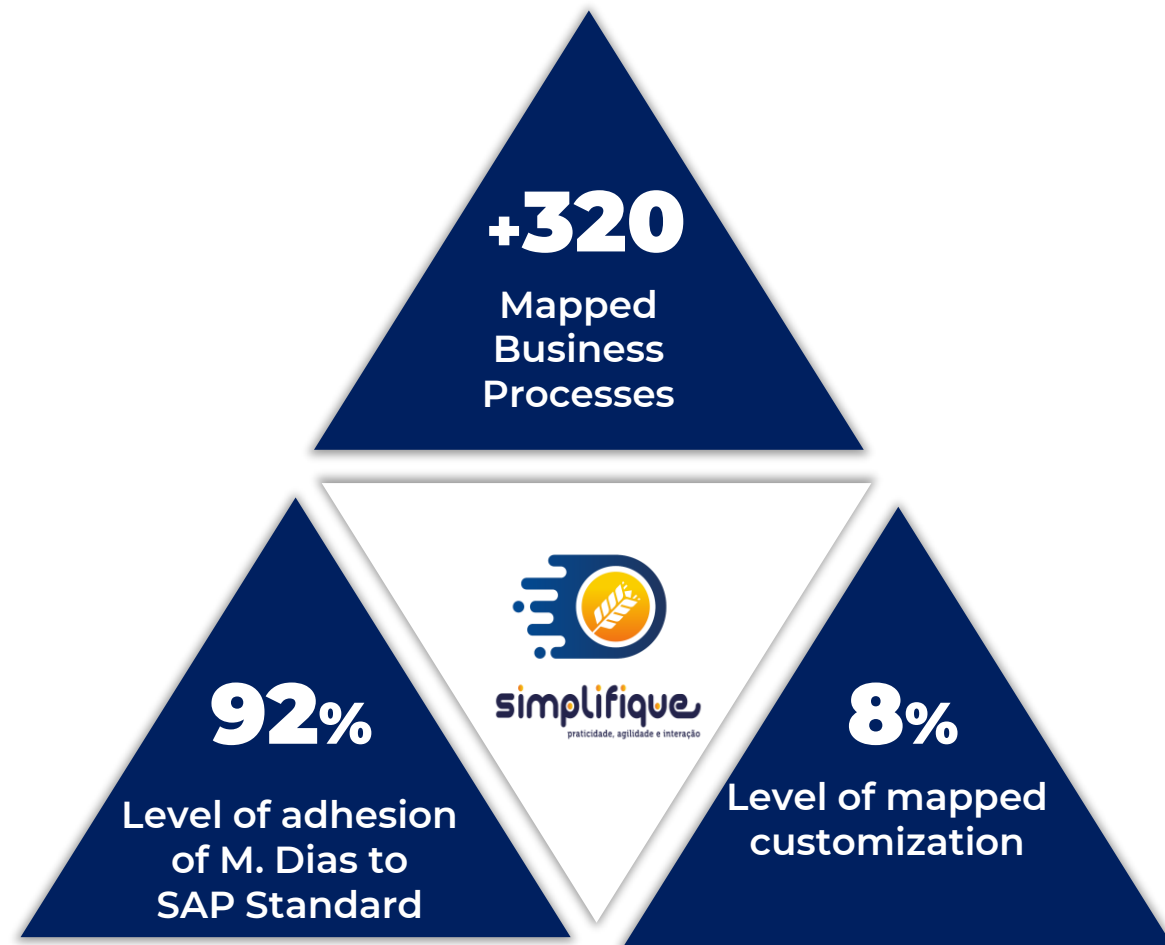 +320
Mapped
Business
Processes
simplifique
praticidade, agilidade e interação
92%
Level of adhesion
of M. Dias to
SAP Standard
8%
Level of mapped
customization